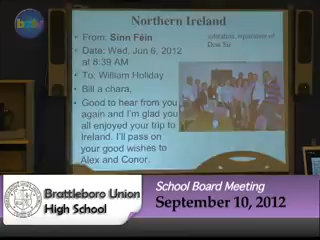 Northern Ireland
• From: Sinn Féin
• Date: Wed, Jun 6, 2012
at 8:39 AM
• To: William Holiday
• Bill a chara,
• Good to hear from you
again and I'm glad you
all enjoyed your trip to
Ireland. I'll pass on
your good wishes to
Alex and Conor.
Brattleboro Union
High School
School Board Meeting
September 10, 2012